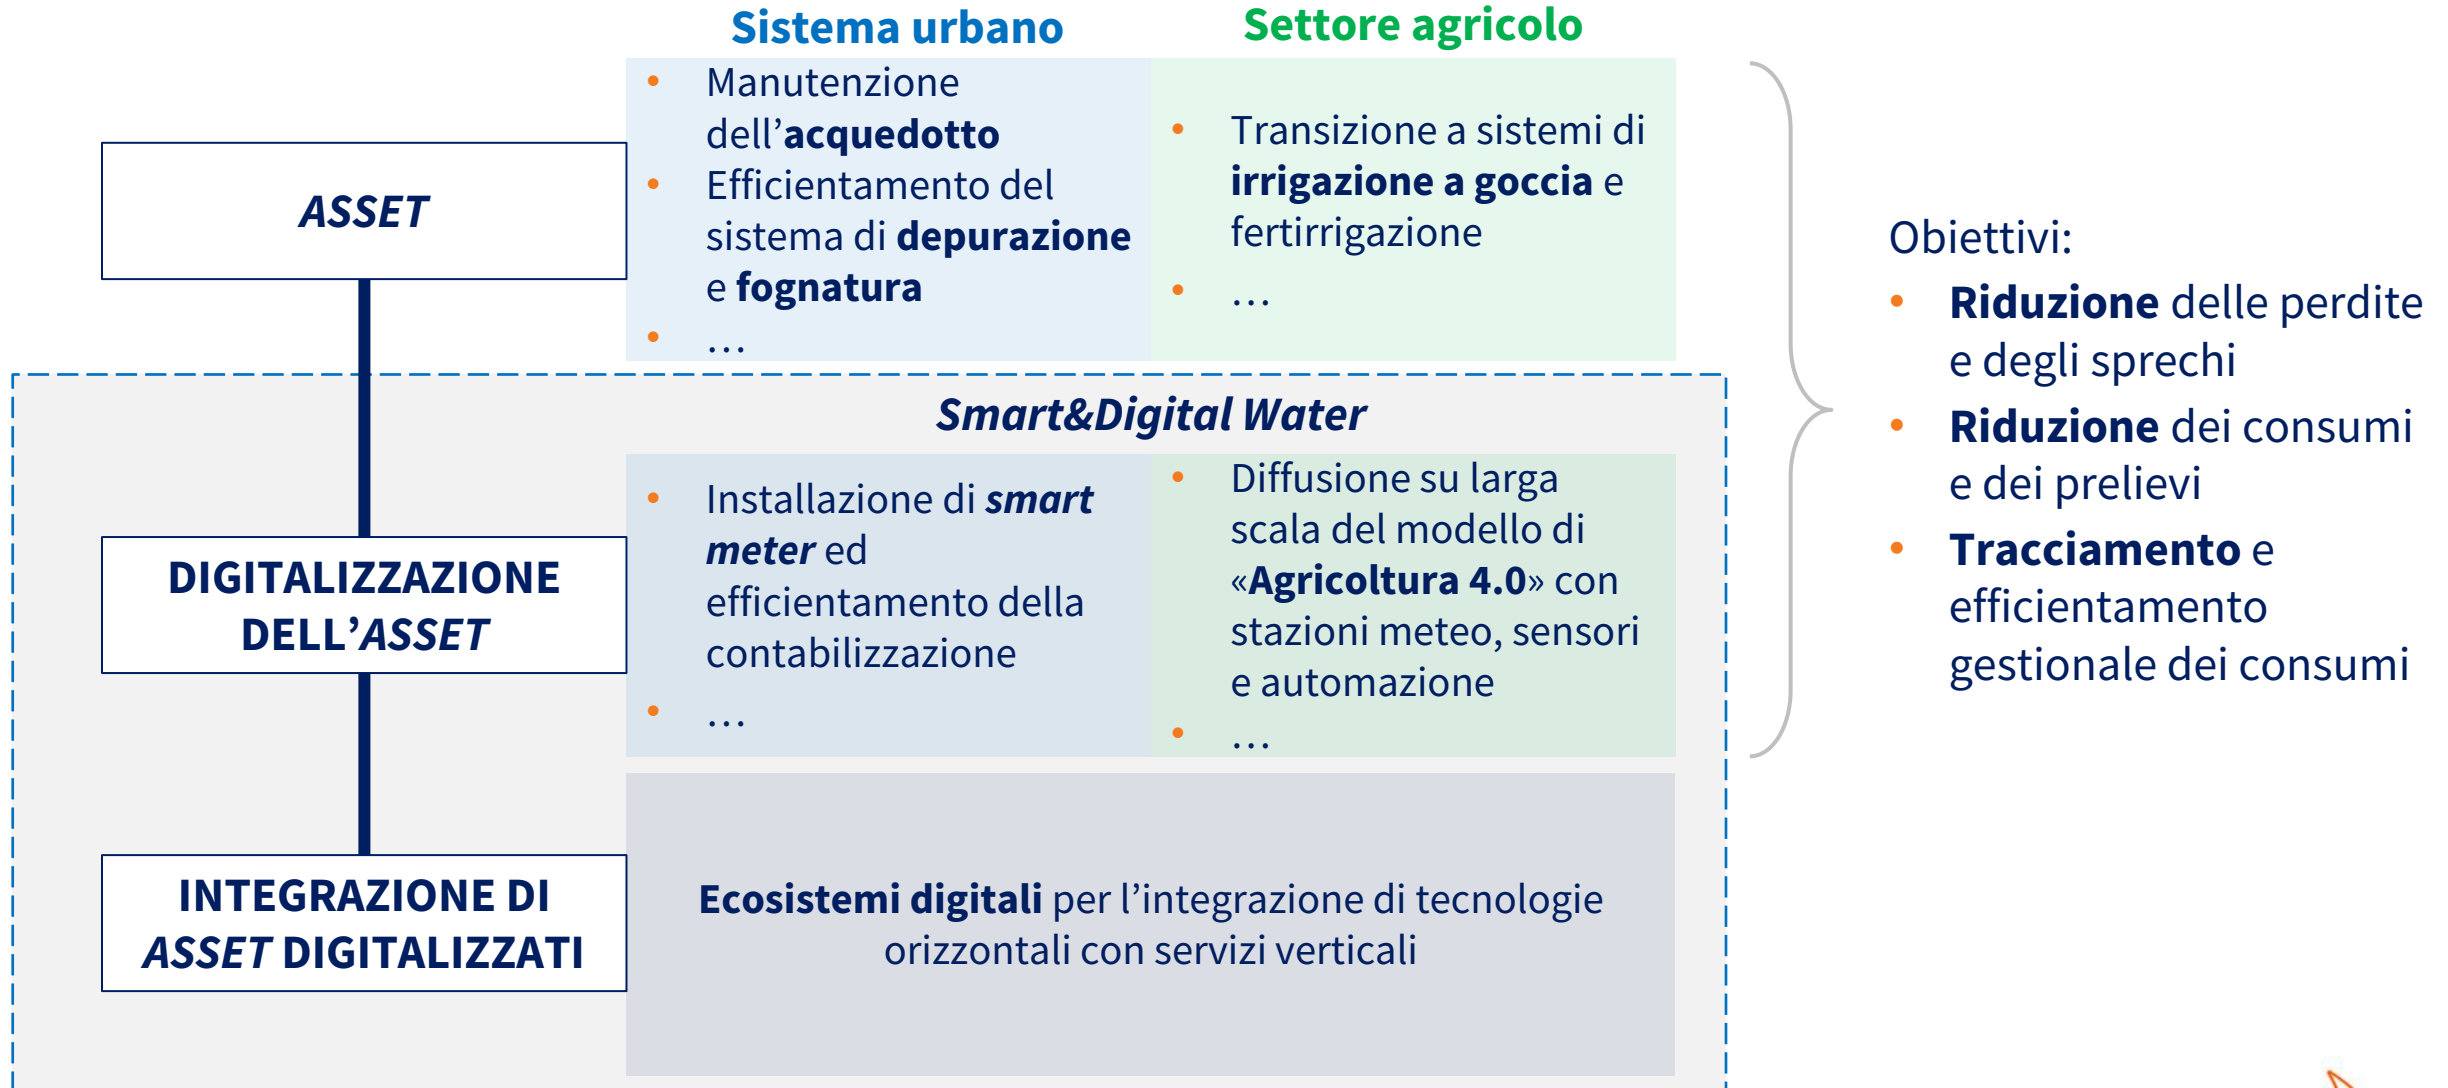 Sistema urbano
Settore agricolo
ASSET
• Manutenzione
dell’acquedotto
• Efficientamento del
sistema di depurazione
e fognatura
• …
• Transizione a sistemi di
irrigazione a goccia e
fertirrigazione
• …
Smart&Digital Water
DIGITALIZZAZIONE
DELL’ASSET
• Installazione di smart
meter ed
efficientamento della
contabilizzazione
• …
• Diffusione su larga
scala del modello di
«Agricoltura 4.0» con
stazioni meteo, sensori
e automazione
• …
INTEGRAZIONE DI
ASSET DIGITALIZZATI
Ecosistemi digitali per l’integrazione di tecnologie
orizzontali con servizi verticali
Obiettivi:
• Riduzione delle perdite
e degli sprechi
• Riduzione dei consumi
e dei prelievi
• Tracciamento e
efficientamento
gestionale dei consumi